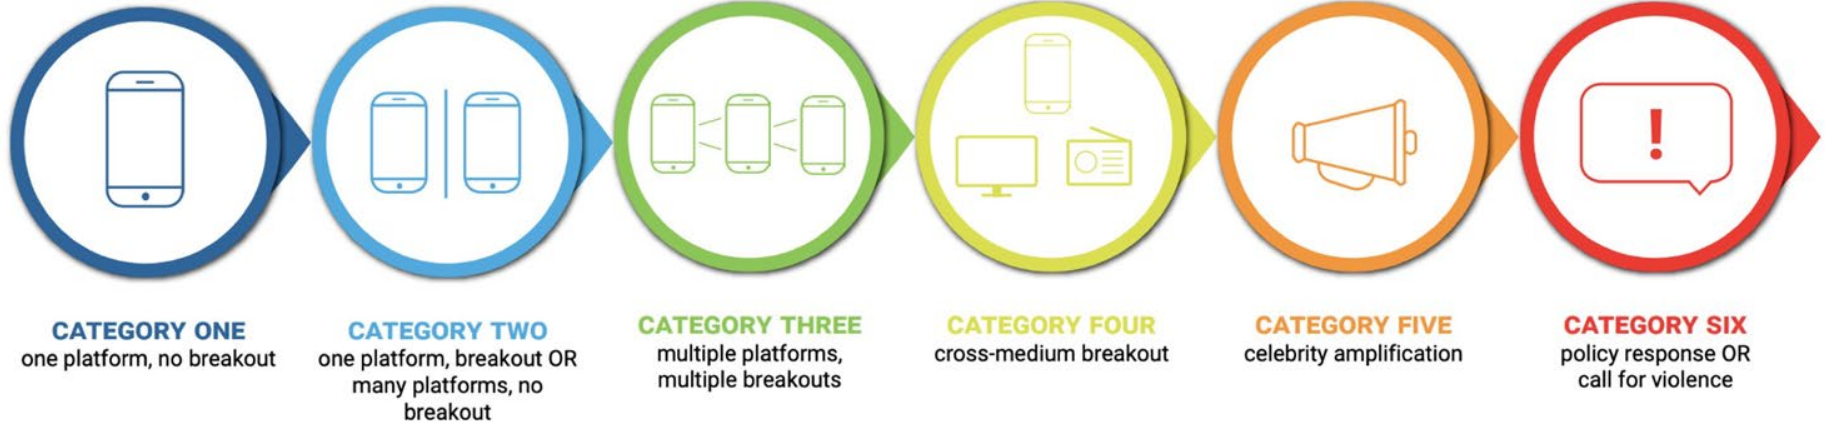 CATEGORY ONE
one platform, no breakout
CATEGORY TWO
one platform, breakout OR
many platforms, no
breakout
CATEGORY THREE
multiple platforms,
multiple breakouts
CATEGORY FOUR
cross-medium breakout
CATEGORY FIVE
celebrity amplification
!
CATEGORY SIX
policy response OR
call for violence